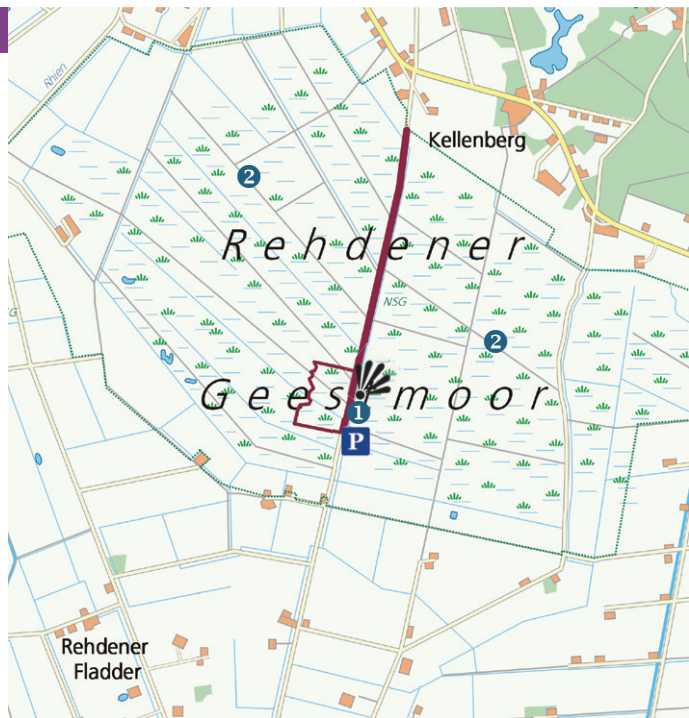 Rhien
Kellenberg
2
Rehdener
NSG
2
Geestmoor
1
P
G
Rehdener
Fladder